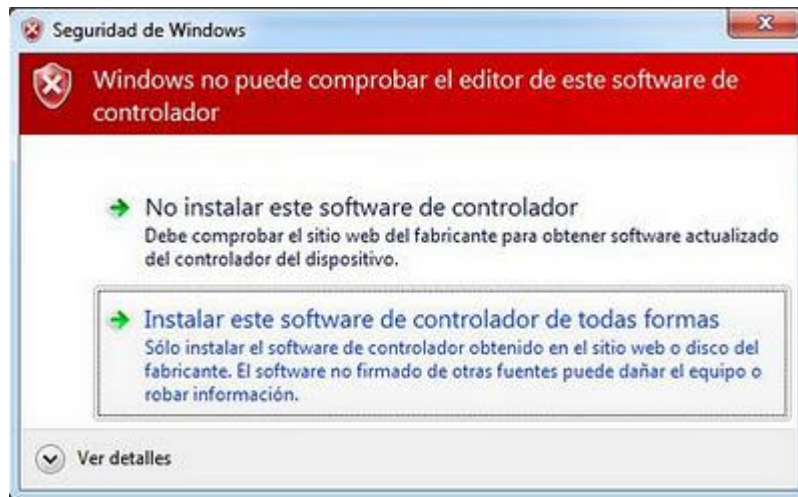 Seguridad de Windows
Windows no puede comprobar el editor de este software de
controlador
No instalar este software de controlador
Debe comprobar el sitio web del fabricante para obtener software actualizado
del controlador del dispositivo.
Instalar este software de controlador de todas formas
Sólo instalar el software de controlador obtenido en el sitio web o disco del
fabricante. El software no firmado de otras fuentes puede dañar el equipo o
robar información.
Ver detalles